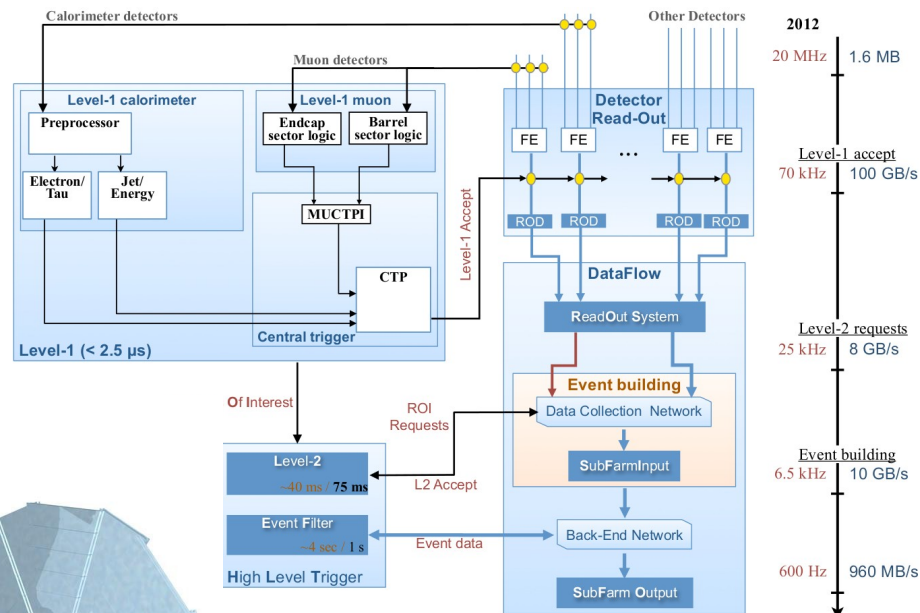 Calorimeter detectors
Other Detectors
2012
Muon detectors
20 MHz
1.6 MB
Level-1 calorimeter
Preprocessor
Electron/
Tau
Jet/
Energy
Level-1 muon
Endcap
sector logic
Barrel
sector logic
MUCTPI
CTP
Central trigger
Level-1 (< 2.5 μs)
Level-1 Accept
Detector
Read-Out
FE
FE
...
FE
FE
ROD
ROD
ROD
ROD
Level-1 accept
70 kHz
100 GB/s
DataFlow
ReadOut System
Level-2 requests
25 kHz
8 GB/s
Event building
Data Collection Network
SubFarmInput
Of Interest
ROI
Requests
L2 Accept
Level-2
~40 ms / 75 ms
Event Filter
~4 sec / 1 s
High Level Trigger
Event data
Back-End Network
SubFarm Output
Event building
6.5 kHz
10 GB/s
600 Hz
960 MB/s